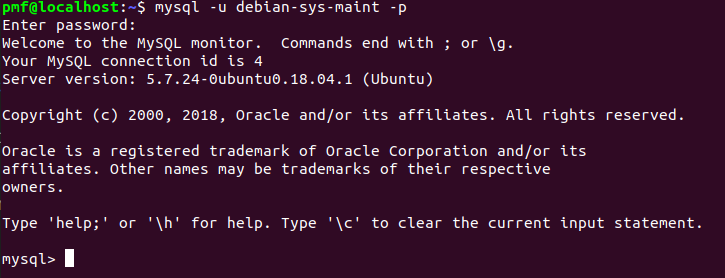 pmf@localhost:~$ mysql -u debian-sys-maint -p
Enter password:
Welcome to the MySQL monitor.  Commands end with ; or \g.
Your MySQL connection id is 4
Server version: 5.7.24-0ubuntu0.18.04.1 (Ubuntu)

Copyright (c) 2000, 2018, Oracle and/or its affiliates. All rights reserved.

Oracle is a registered trademark of Oracle Corporation and/or its
affiliates. Other names may be trademarks of their respective
owners.

Type 'help;' or '\h' for help. Type '\c' to clear the current input statement.

mysql>